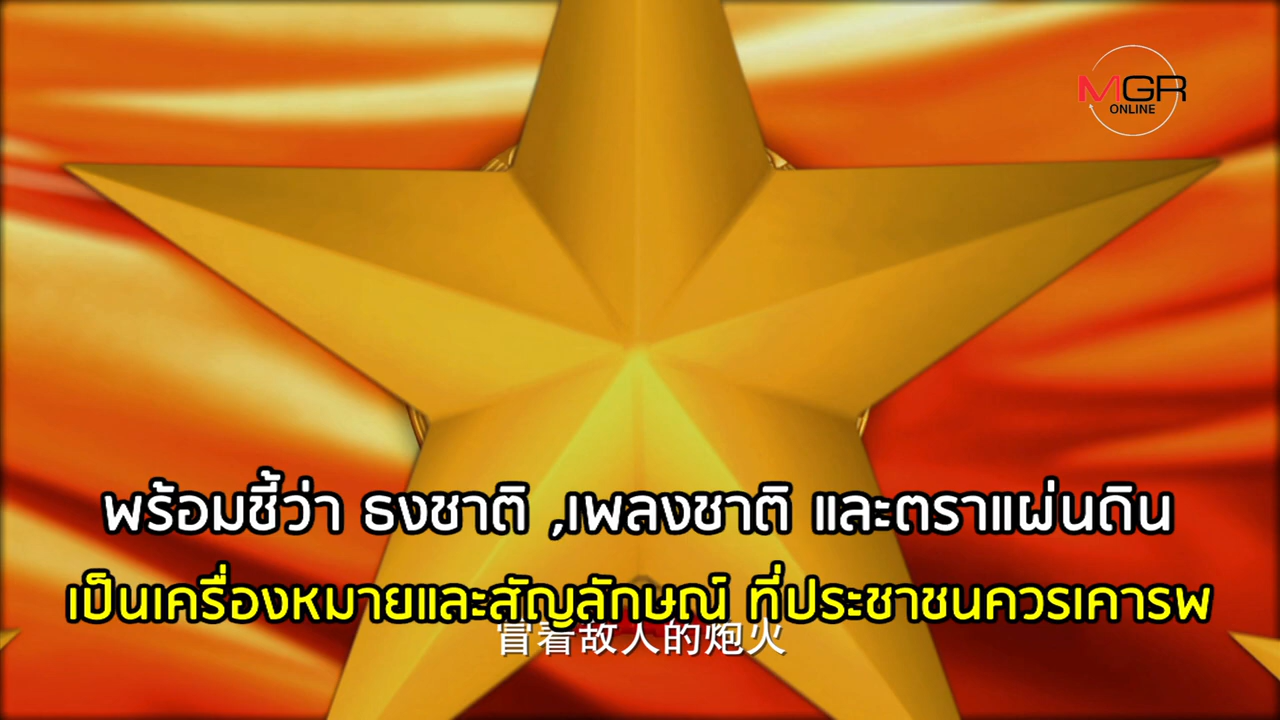 MGR
ONLINE
พร้อมชี้ว่า ธงชาติ ,เพลงชาติ และตราแผ่นดิน
เป็นเครื่องหมายและสัญลักษณ์ ที่ประชาชนควรเคารพ
冒着敌人的炮火